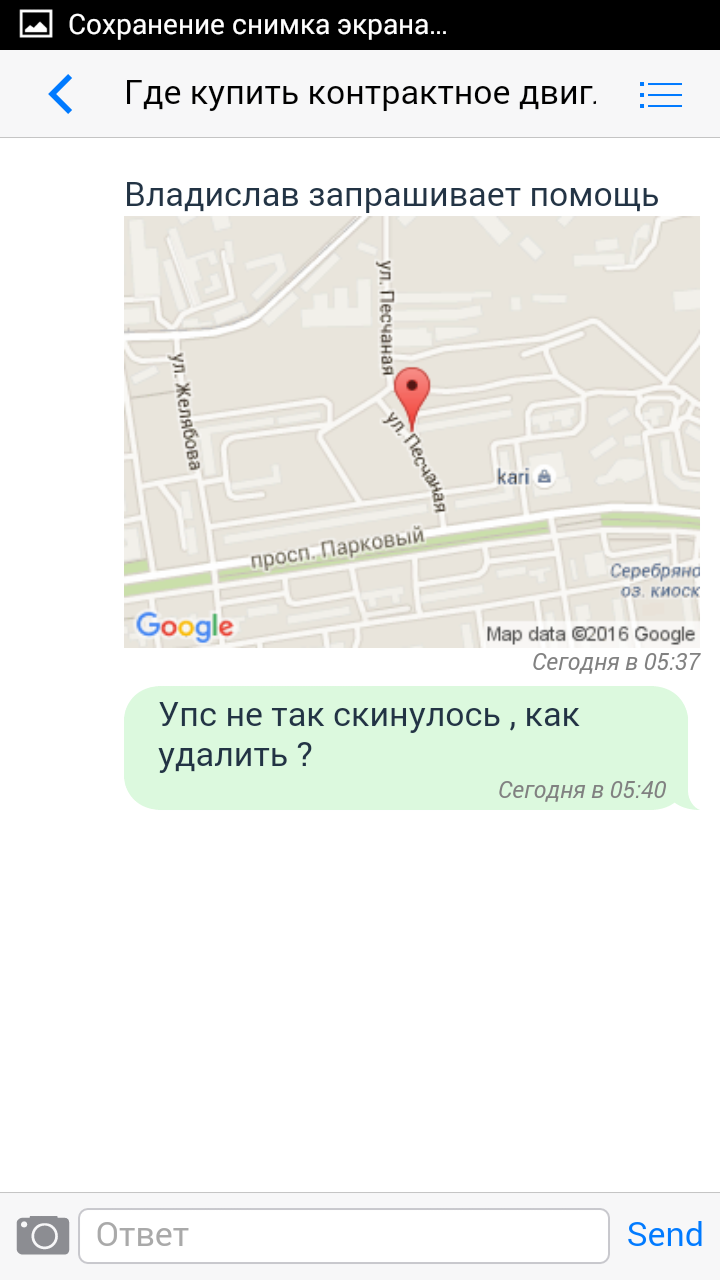 Сохранение снимка экрана...
Где купить контрактное двиг.
Владислав запрашивает помощь
ул. Песчаная
ул. Желябова
ул. Песчаная
kari
просп. Парковый
Серебряно
оз. киоск
Google
Map data ©2016 Google
Сегодня в 05:37
Упс не так скинулось , как
удалить ?
Сегодня в 05:40
Ответ
Send